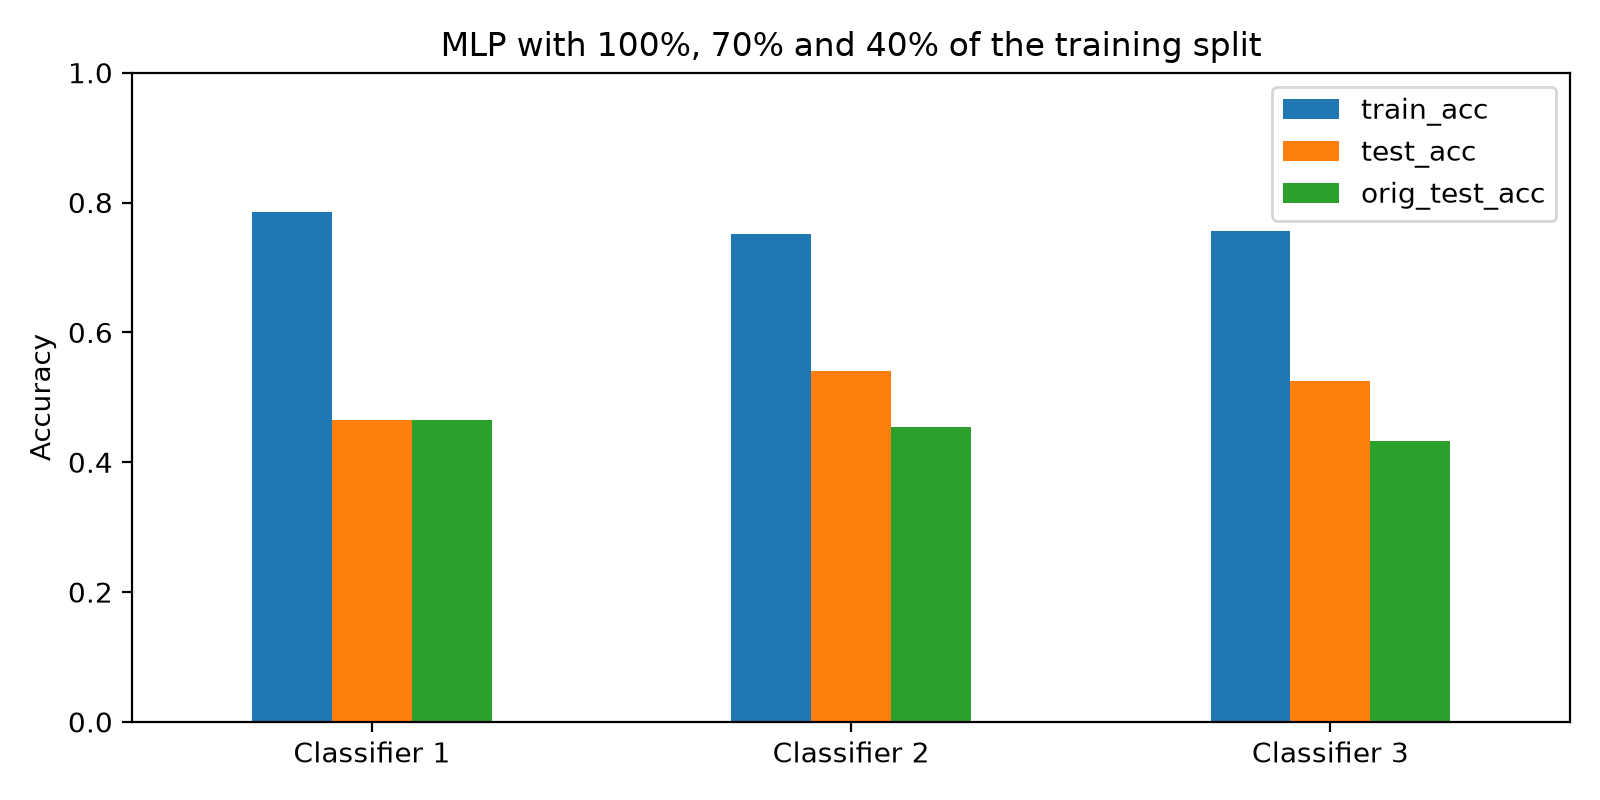 MLP with 100%, 70% and 40% of the training split
1.0
0.8
0.6
0.4
0.2
0.0
Accuracy
train_acc
test_acc
orig_test_acc
Classifier 1
Classifier 2
Classifier 3